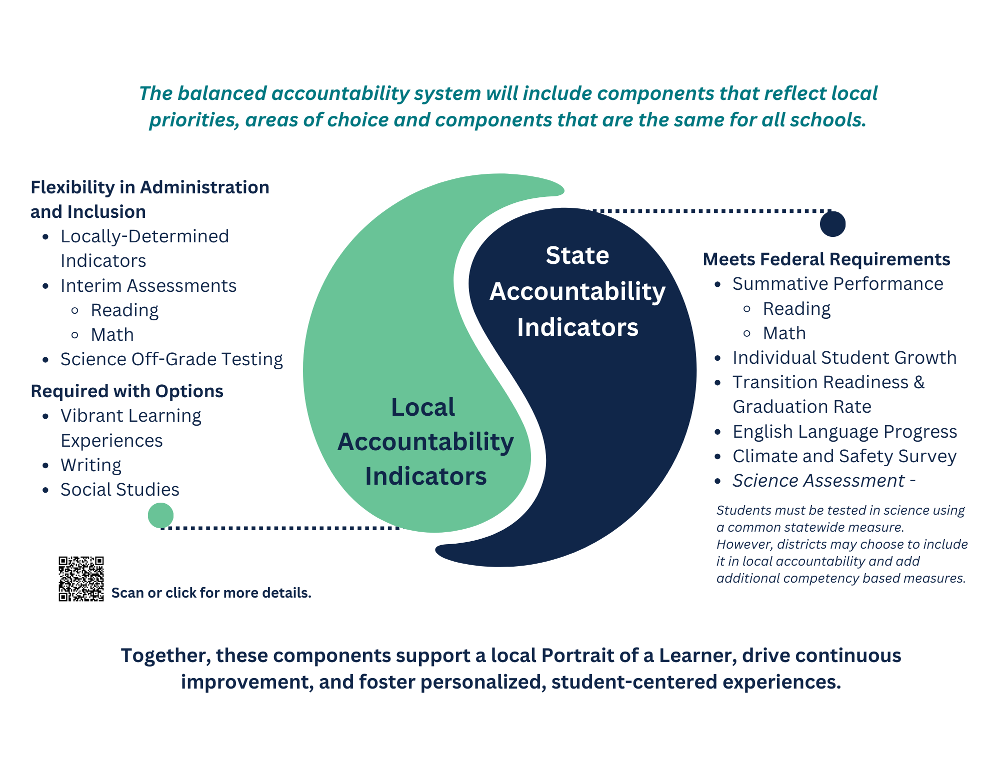 The balanced accountability system will include components that reflect local
priorities, areas of choice and components that are the same for all schools.
Flexibility in Administration
and Inclusion
• Locally-Determined
Indicators
• Interim Assessments
◦ Reading
◦ Math
• Science Off-Grade Testing
Required with Options
• Vibrant Learning
Experiences
• Writing
• Social Studies
Local
Accountability
Indicators
State
Accountability
Indicators
Meets Federal Requirements
• Summative Performance
◦ Reading
◦ Math
• Individual Student Growth
• Transition Readiness &
Graduation Rate
• English Language Progress
• Climate and Safety Survey
• Science Assessment -
Students must be tested in science using
a common statewide measure.
However, districts may choose to include
it in local accountability and add
additional competency based measures.
Scan or click for more details.
Together, these components support a local Portrait of a Learner, drive continuous
improvement, and foster personalized, student-centered experiences.